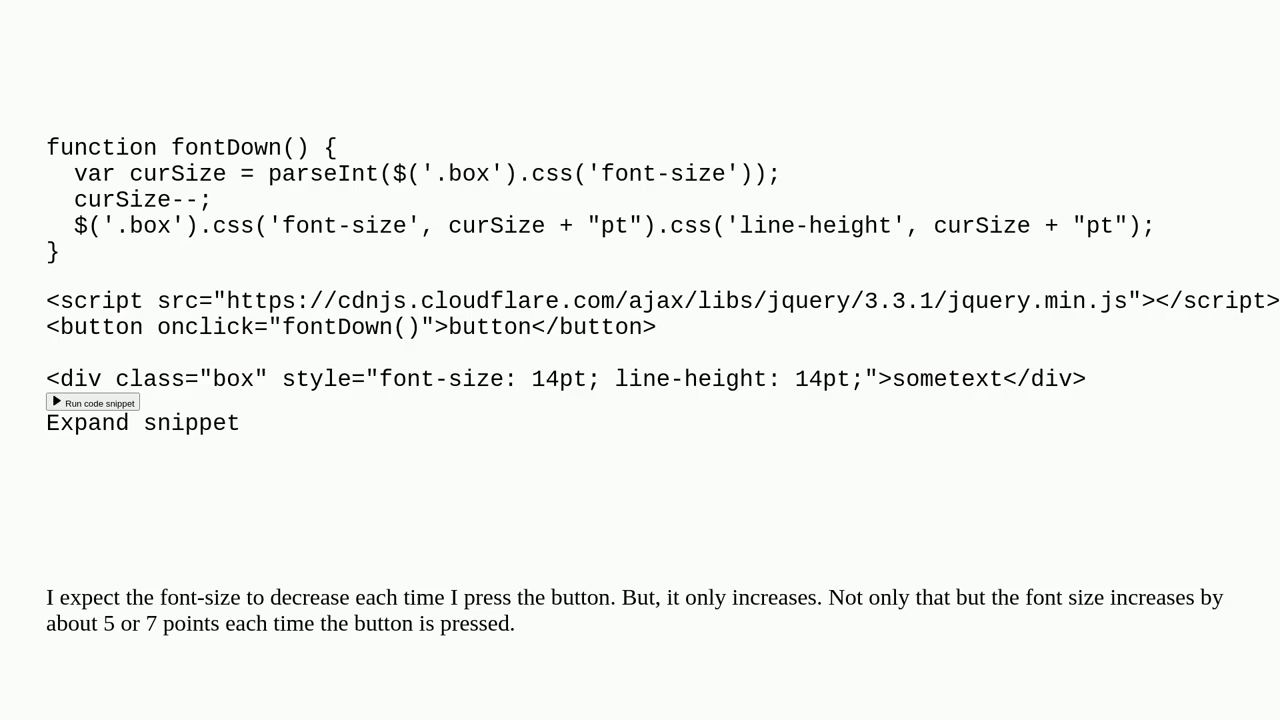 function fontDown() {
  var curSize = parseInt($('.box').css('font-size'));
  curSize--;
  $('.box').css('font-size', curSize + "pt").css('line-height', curSize + "pt");
}
<script src="https://cdnjs.cloudflare.com/ajax/libs/jquery/3.3.1/jquery.min.js"></script>
<button onclick="fontDown()">button</button>
<div class="box" style="font-size: 14pt; line-height: 14pt;">sometext</div>
Run code snippet
Expand snippet
I expect the font-size to decrease each time I press the button. But, it only increases. Not only that but the font size increases by
about 5 or 7 points each time the button is pressed.